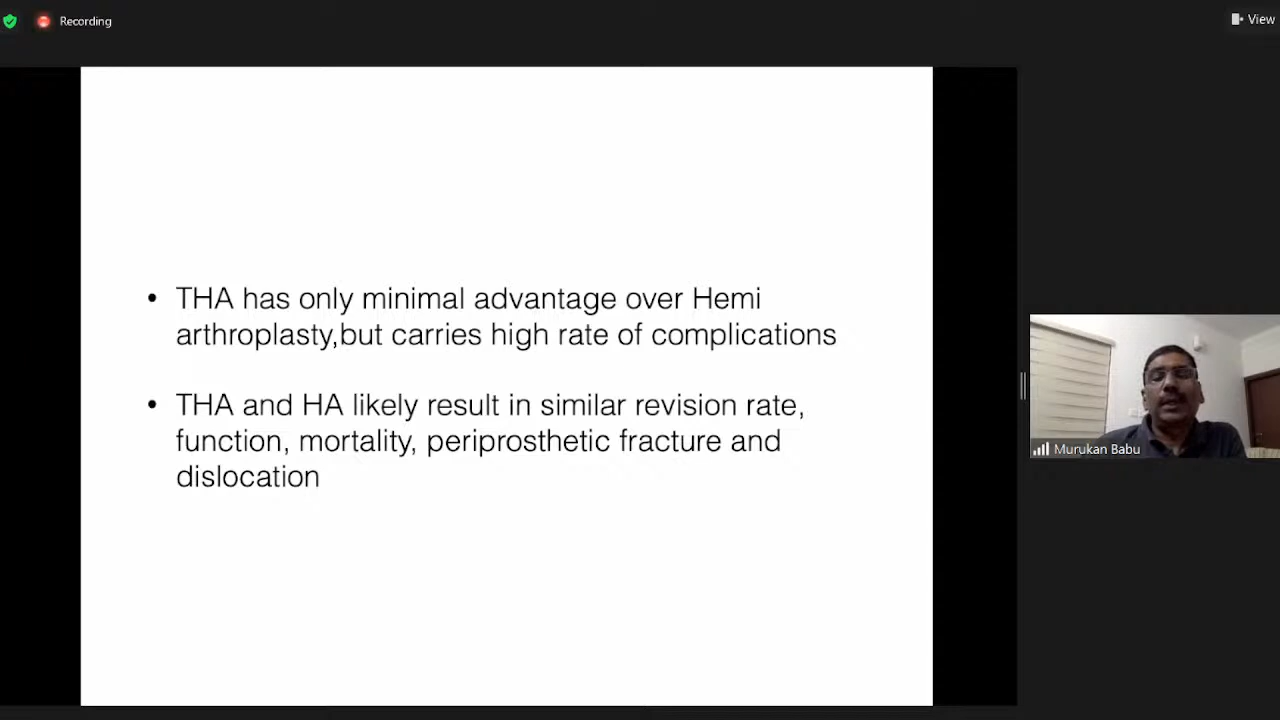 Recording
View
• THA has only minimal advantage over Hemi
arthroplasty,but carries high rate of complications
• THA and HA likely result in similar revision rate,
function, mortality, periprosthetic fracture and
dislocation
Murukan Babu